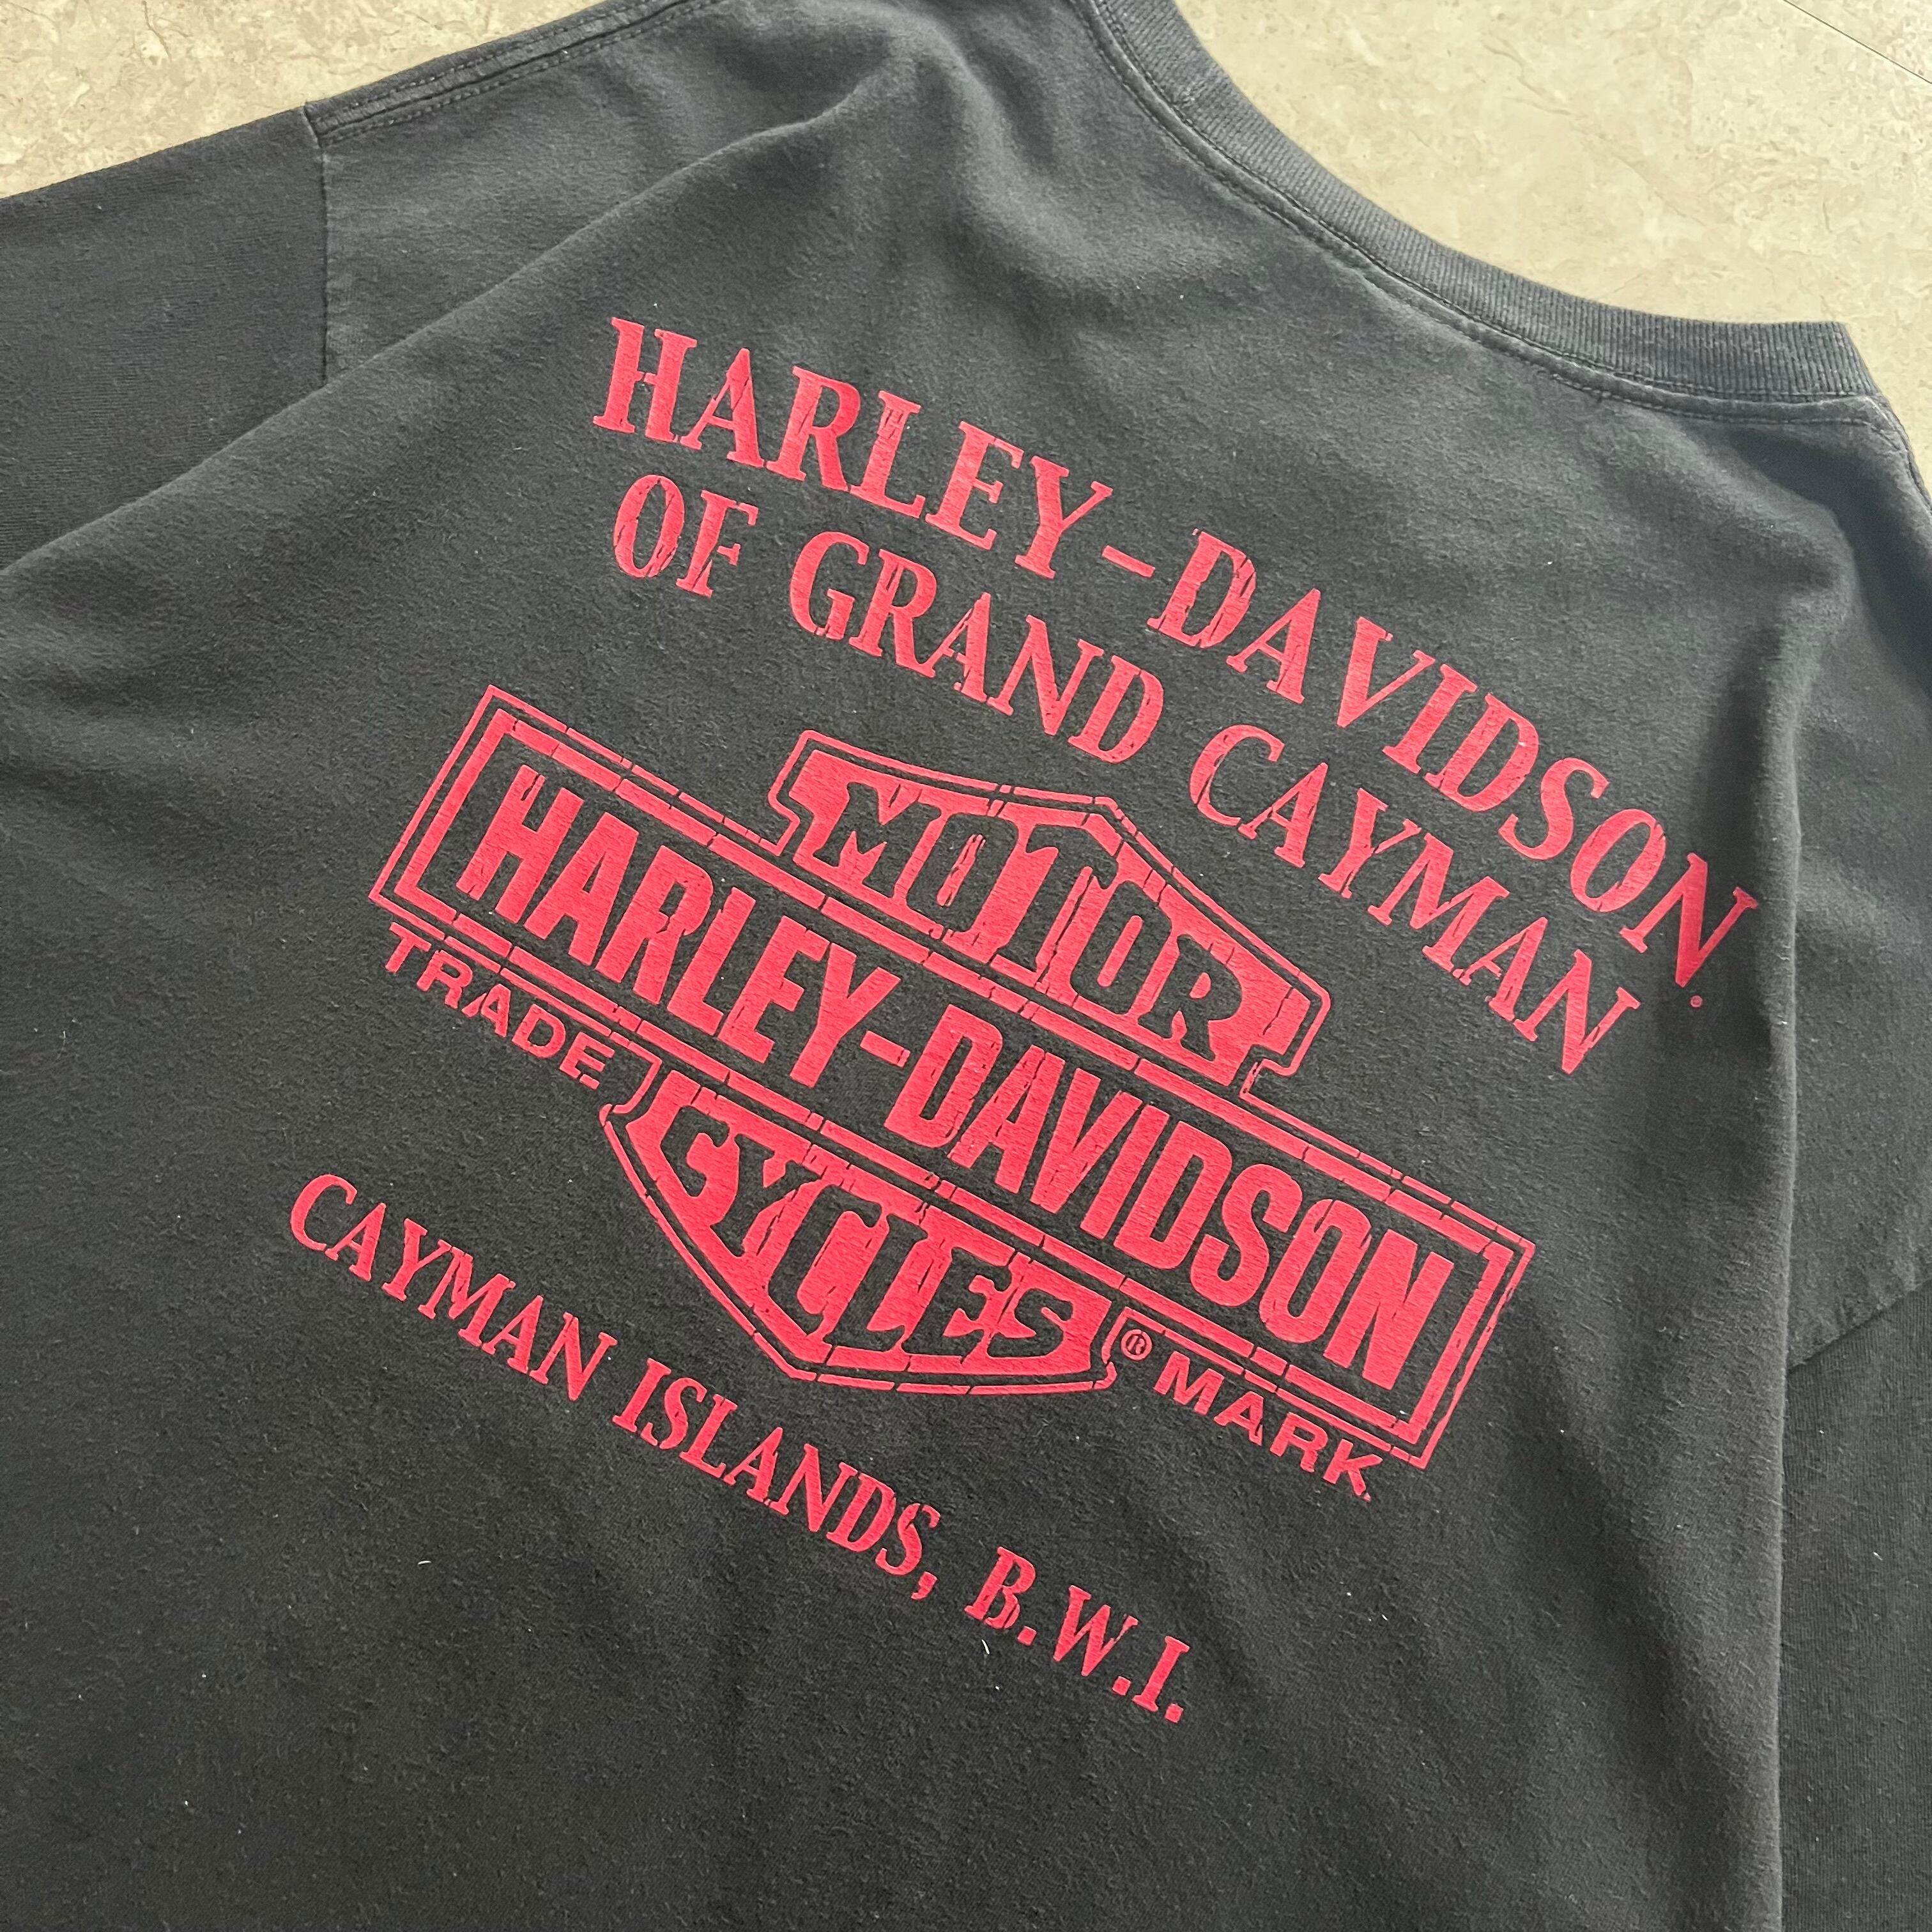 HARLEY-DAVIDSON®
OF GRAND CAYMAN
MOTOR
HARLEY-DAVIDSON
CYCLES
TRADE ® MARK
CAYMAN ISLANDS, B.W.I.